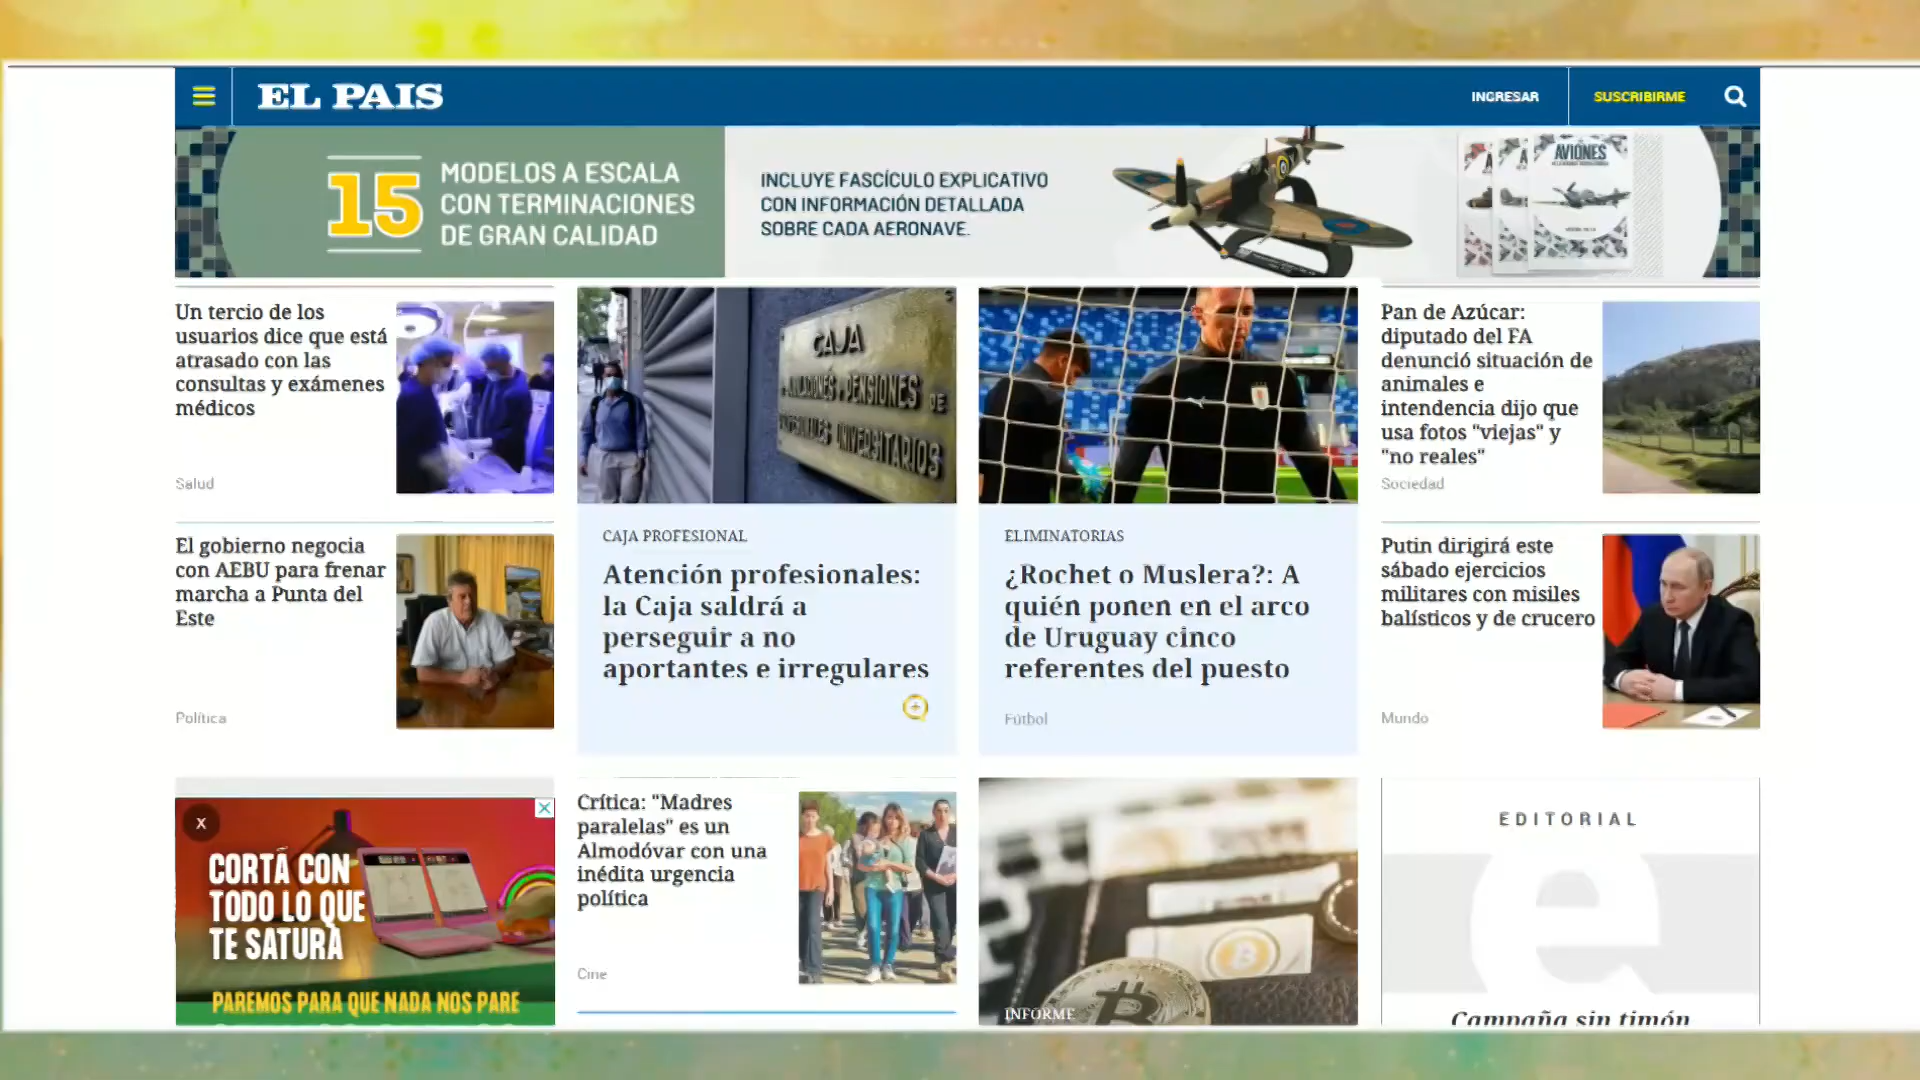 EL PAIS
INGRESAR
SUSCRIBIRME
15
MODELOS A ESCALA
CON TERMINACIONES
DE GRAN CALIDAD
INCLUYE FASCÍCULO EXPLICATIVO
CON INFORMACIÓN DETALLADA
SOBRE CADA AERONAVE.
AVIONES
Un tercio de los
usuarios dice que está
atrasado con las
consultas y exámenes
médicos
Salud
El gobierno negocia
con AEBU para frenar
marcha a Punta del
Este
Política
CAJA
PENSIONES DE
UNIVERSITARIOS
CAJA PROFESIONAL
Atención profesionales:
la Caja saldrá a
perseguir a no
aportantes e irregulares
ELIMINATORIAS
¿Rochet o Muslera?: A
quién ponen en el arco
de Uruguay cinco
referentes del puesto
Fútbol
Pan de Azúcar:
diputado del FA
denunció situación de
animales e
intendencia dijo que
usa fotos "viejas" y
"no reales"
Sociedad
Putin dirigirá este
sábado ejercicios
militares con misiles
balísticos y de crucero
Mundo
X
CORTÁ CON
TODO LO QUE
TE SATURA
PAREMOS PARA QUE NADA NOS PARE
Crítica: "Madres
paralelas" es un
Almodóvar con una
inédita urgencia
política
Cine
INFORME
EDITORIAL
e
Campaña sin timón